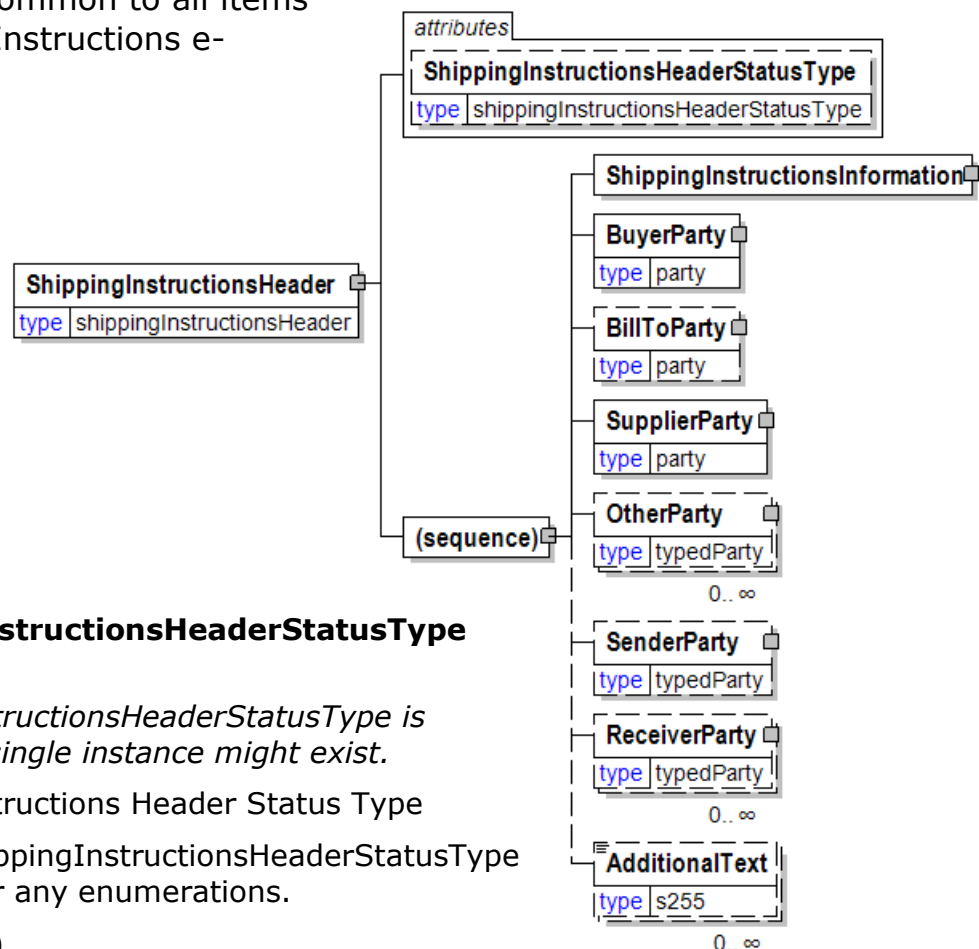 ommon to all items
Instructions e-
attributes
ShippingInstructionsHeaderStatusType
type shippingInstructionsHeaderStatusType
ShippingInstructionsInformation
BuyerParty
type party
ShippingInstructionsHeader
type shippingInstructionsHeader
BillToParty
type party
SupplierParty
type party
(sequence)
OtherParty
type typedParty
0.. ∞
structionsHeaderStatusType
SenderParty
type typedParty
tructionsHeaderStatusType is
single instance might exist.
ReceiverParty
type typedParty
0.. ∞
tructions Header Status Type
ppingInstructionsHeaderStatusType
r any enumerations.
AdditionalText
type s255
0.. ∞